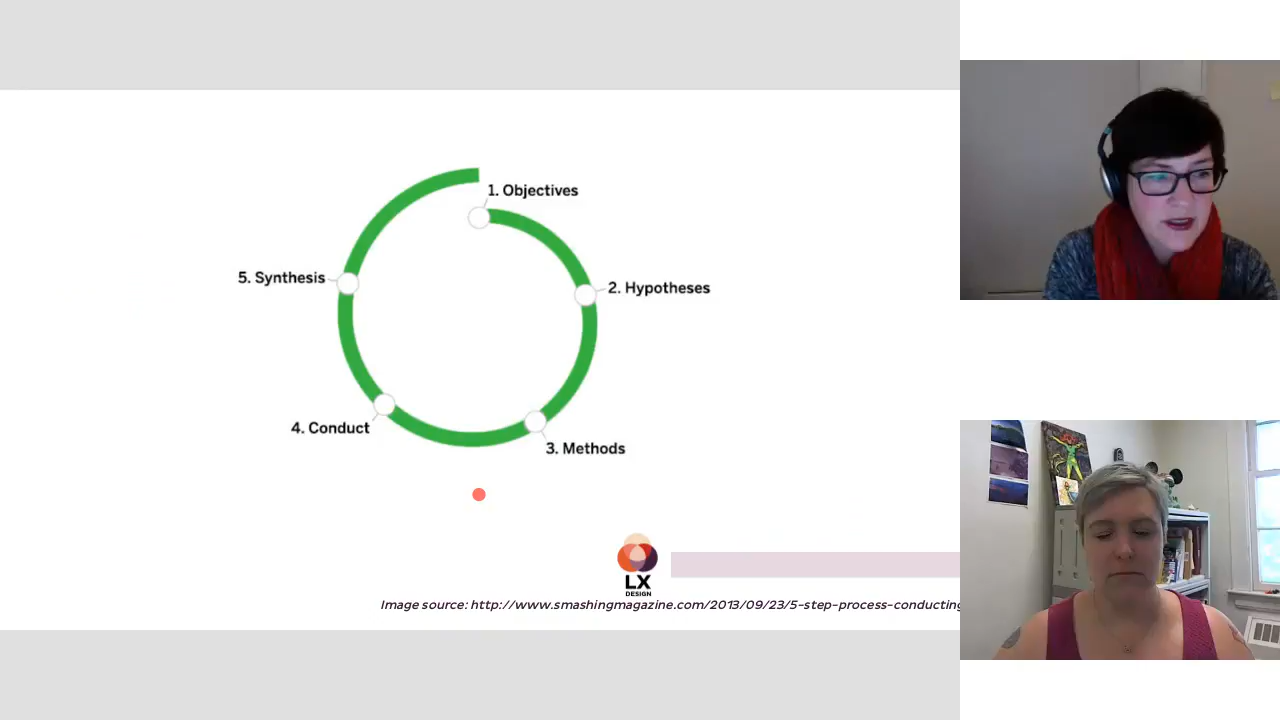 1. Objectives
2. Hypotheses
3. Methods
4. Conduct
5. Synthesis
LX
DESIGN
Image source: http://www.smashingmagazine.com/2013/09/23/5-step-process-conducting